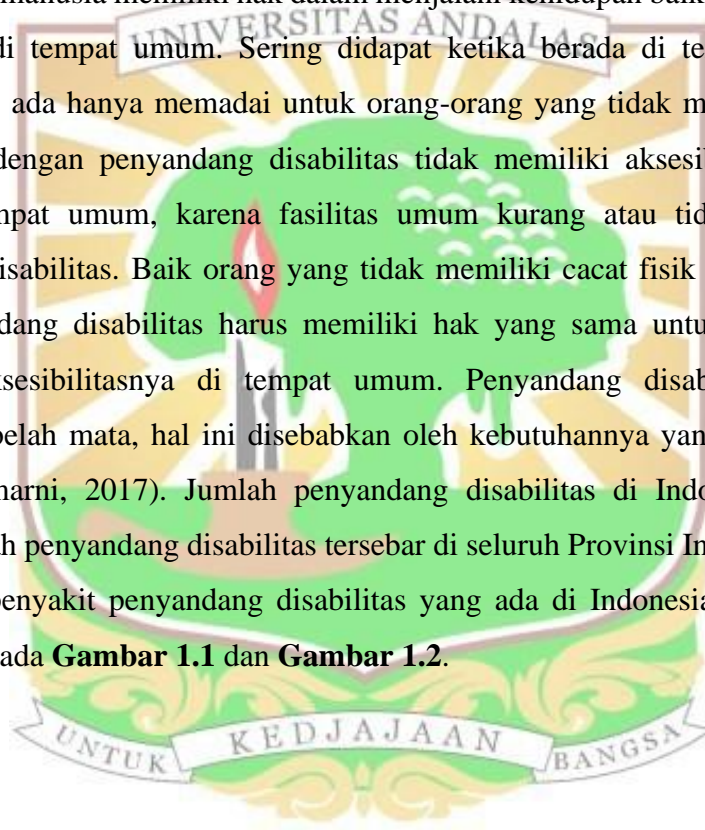 manusia memiliki hak dalam menjalani kehidupan baik
UNIVERSITAS ANDALAS
di tempat umum. Sering didapat ketika berada di te
ada hanya memadai untuk orang-orang yang tidak m
dengan penyandang disabilitas tidak memiliki aksesib
mpat umum, karena fasilitas umum kurang atau tid
isabilitas. Baik orang yang tidak memiliki cacat fisik
dang disabilitas harus memiliki hak yang sama untu
ksesibilitasnya di tempat umum. Penyandang disab
belah mata, hal ini disebabkan oleh kebutuhannya yan
narni, 2017). Jumlah penyandang disabilitas di Indo
ah penyandang disabilitas tersebar di seluruh Provinsi In
penyakit penyandang disabilitas yang ada di Indonesia
ada Gambar 1.1 dan Gambar 1.2.
UNTUK KEDJAJAAN BANGSA